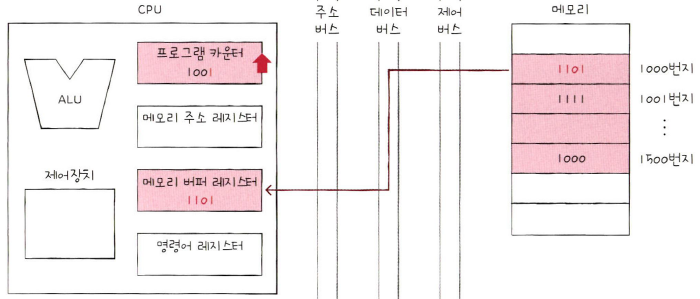 CPU
주소
버스
데이터
버스
제어
버스
메모리
프로그램 카운터
1001
ALU
메모리 주소 레지스터
제어장치
메모리 버퍼 레지스터
1101
명령어 레지스터
1101
1000번지
1111
1001번지
⋮
1000
1500번지